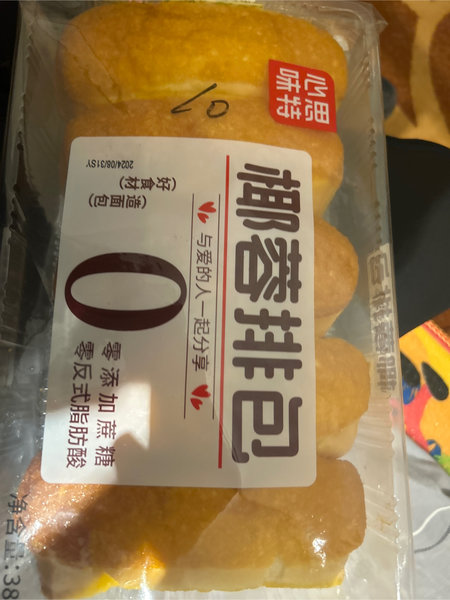 思特
心味
椰蓉排包
与爱的人一起分享
(造面包)
(好食材)
2024/08/31SY
0
零添加蔗糖
零反式脂肪酸
净含量:38